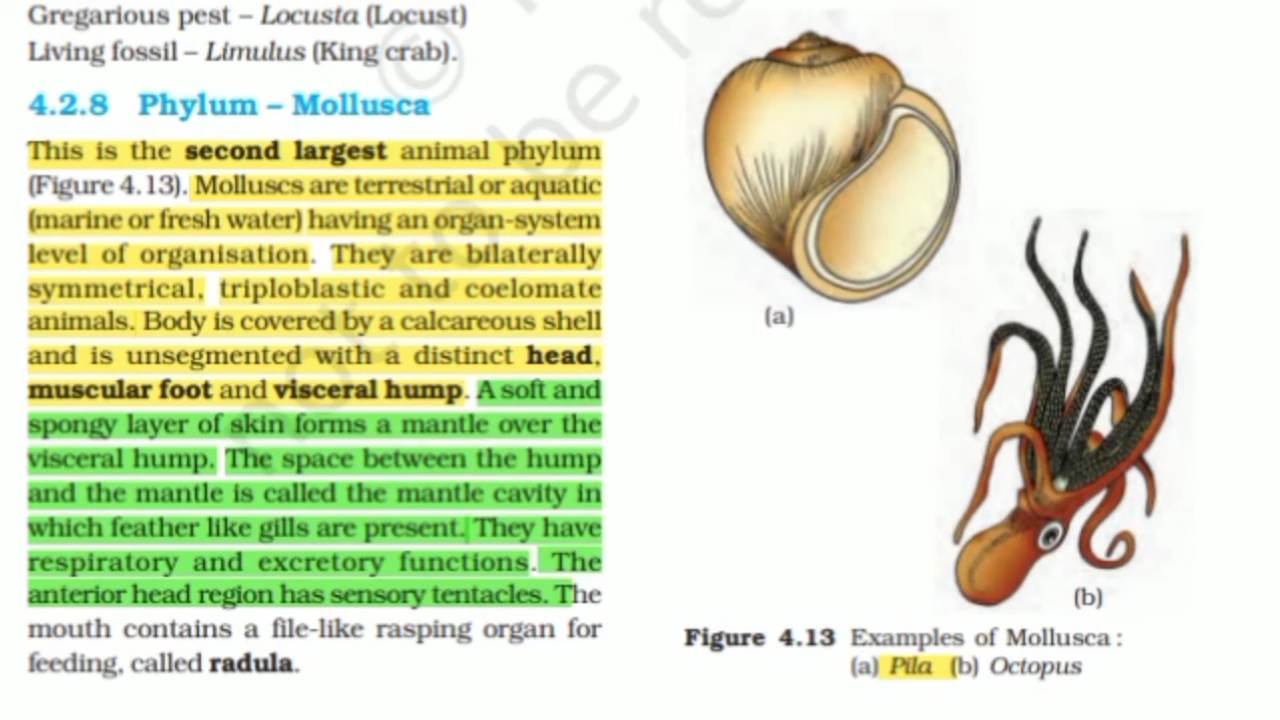 Gregarious pest – Locusta (Locust)
Living fossil – Limulus (King crab).
4.2.8 Phylum – Mollusca
This is the second largest animal phylum
(Figure 4.13). Molluscs are terrestrial or aquatic
(marine or fresh water) having an organ-system
level of organisation. They are bilaterally
symmetrical, triploblastic and coelomate
animals. Body is covered by a calcareous shell
and is unsegmented with a distinct head,
muscular foot and visceral hump. A soft and
spongy layer of skin forms a mantle over the
visceral hump. The space between the hump
and the mantle is called the mantle cavity in
which feather like gills are present. They have
respiratory and excretory functions. The
anterior head region has sensory tentacles. The
mouth contains a file-like rasping organ for
feeding, called radula.
(a)
(b)
Figure 4.13 Examples of Mollusca :
(a) Pila (b) Octopus
not to be re
©